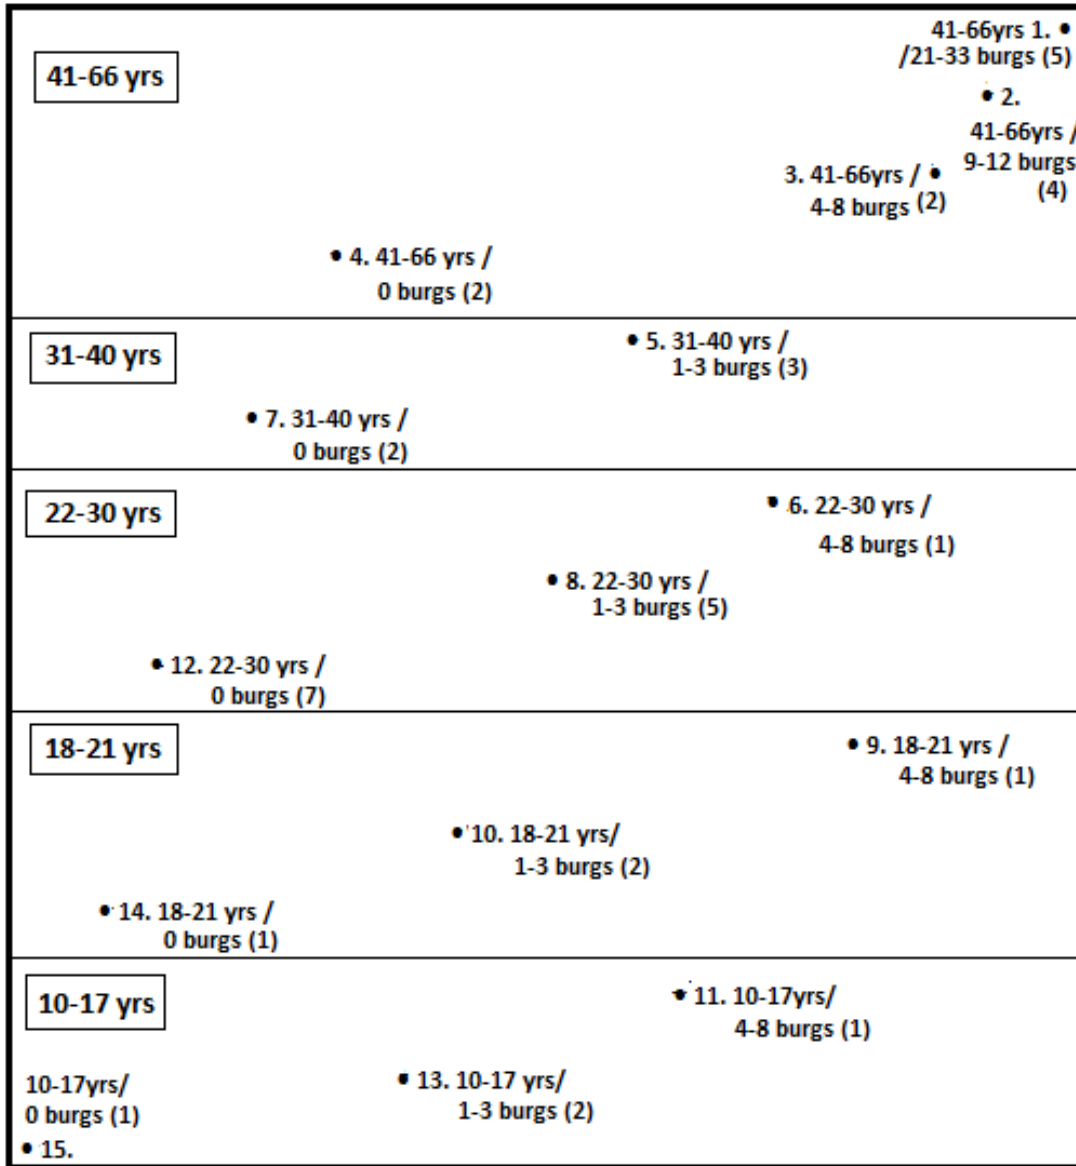 41-66yrs 1.
/21-33 burgs (5)
41-66 yrs
2.
41-66yrs /
9-12 burgs
(4)
3. 41-66yrs /
4-8 burgs (2)
4. 41-66 yrs /
0 burgs (2)
31-40 yrs
5. 31-40 yrs /
1-3 burgs (3)
7. 31-40 yrs /
0 burgs (2)
22-30 yrs
6. 22-30 yrs /
4-8 burgs (1)
8. 22-30 yrs /
1-3 burgs (5)
12. 22-30 yrs /
0 burgs (7)
18-21 yrs
9. 18-21 yrs /
4-8 burgs (1)
10. 18-21 yrs/
1-3 burgs (2)
14. 18-21 yrs /
0 burgs (1)
10-17 yrs
11. 10-17yrs/
4-8 burgs (1)
10-17yrs/
0 burgs (1)
15.
13. 10-17 yrs/
1-3 burgs (2)